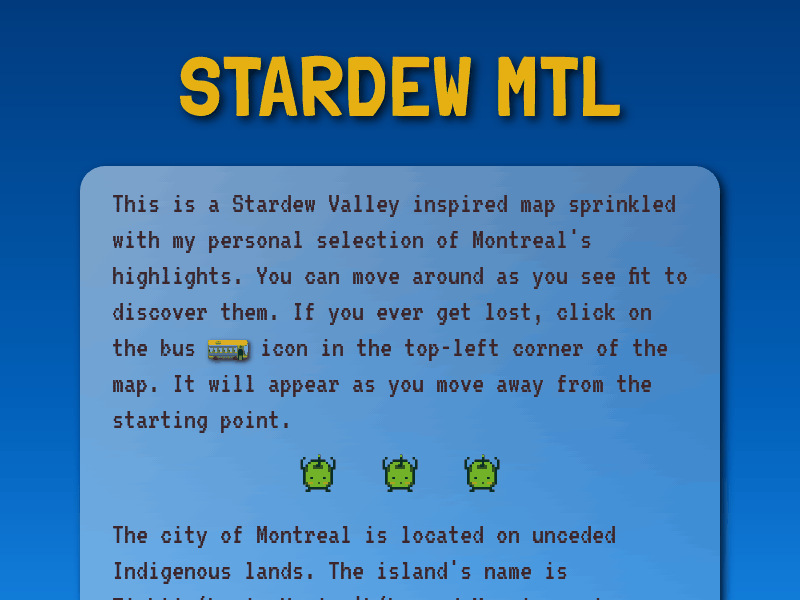 STARDEW MTL
This is a Stardew Valley inspired map sprinkled
with my personal selection of Montreal's
highlights. You can move around as you see fit to
discover them. If you ever get lost, click on
the bus icon in the top-left corner of the
map. It will appear as you move away from the
starting point.
The city of Montreal is located on unceded
Indigenous lands. The island's name is